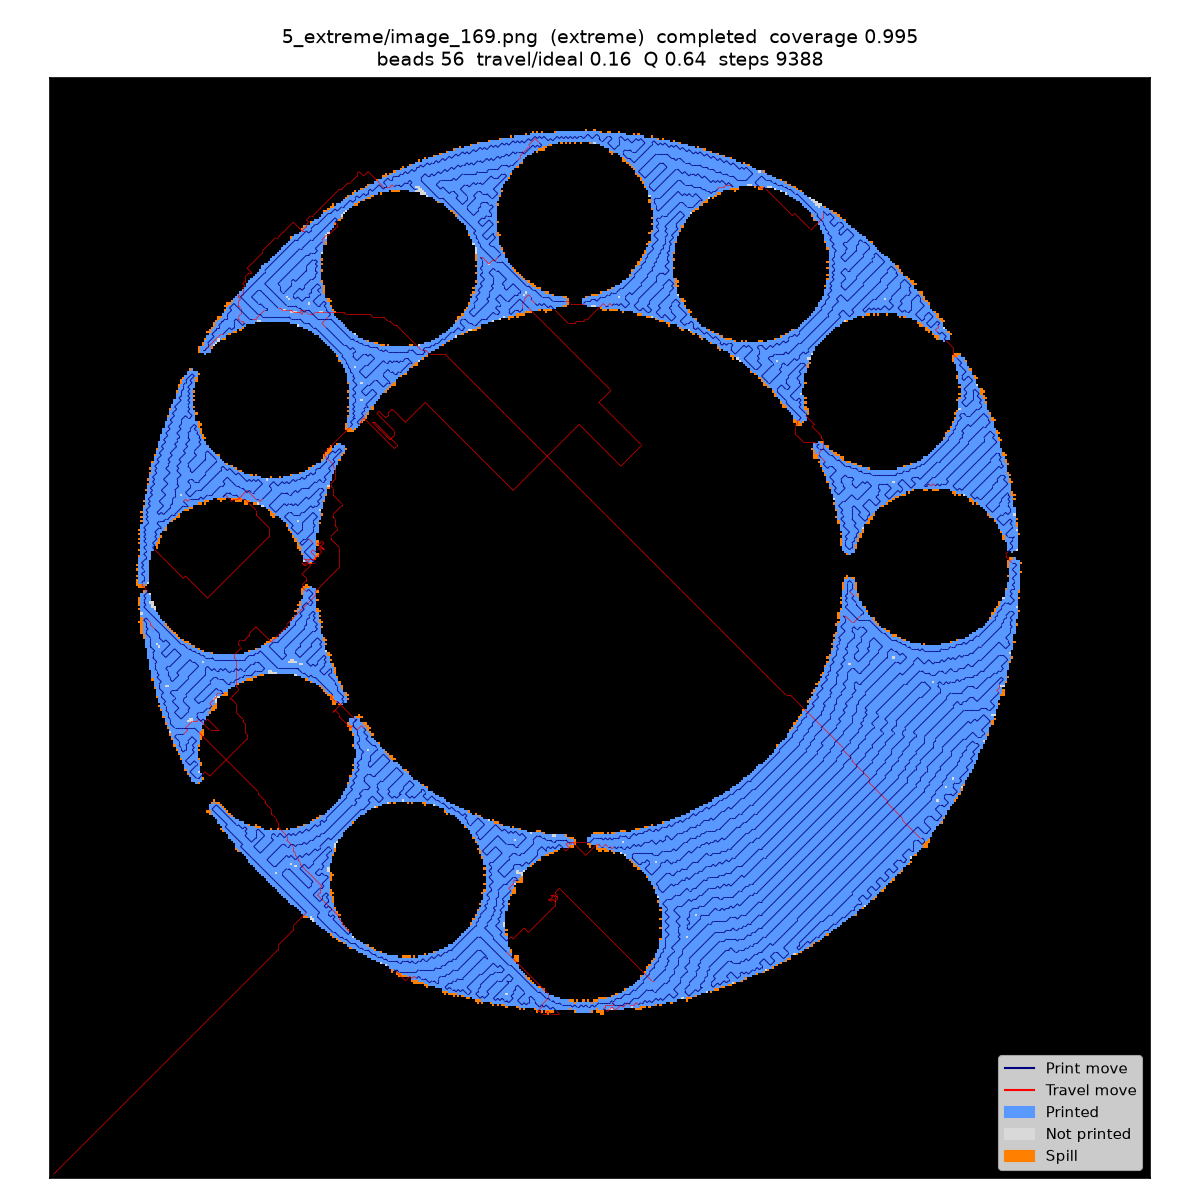 5_extreme/image_169.png  (extreme)  completed  coverage 0.995
beads 56  travel/ideal 0.16  Q 0.64  steps 9388
Print move
Travel move
Printed
Not printed
Spill